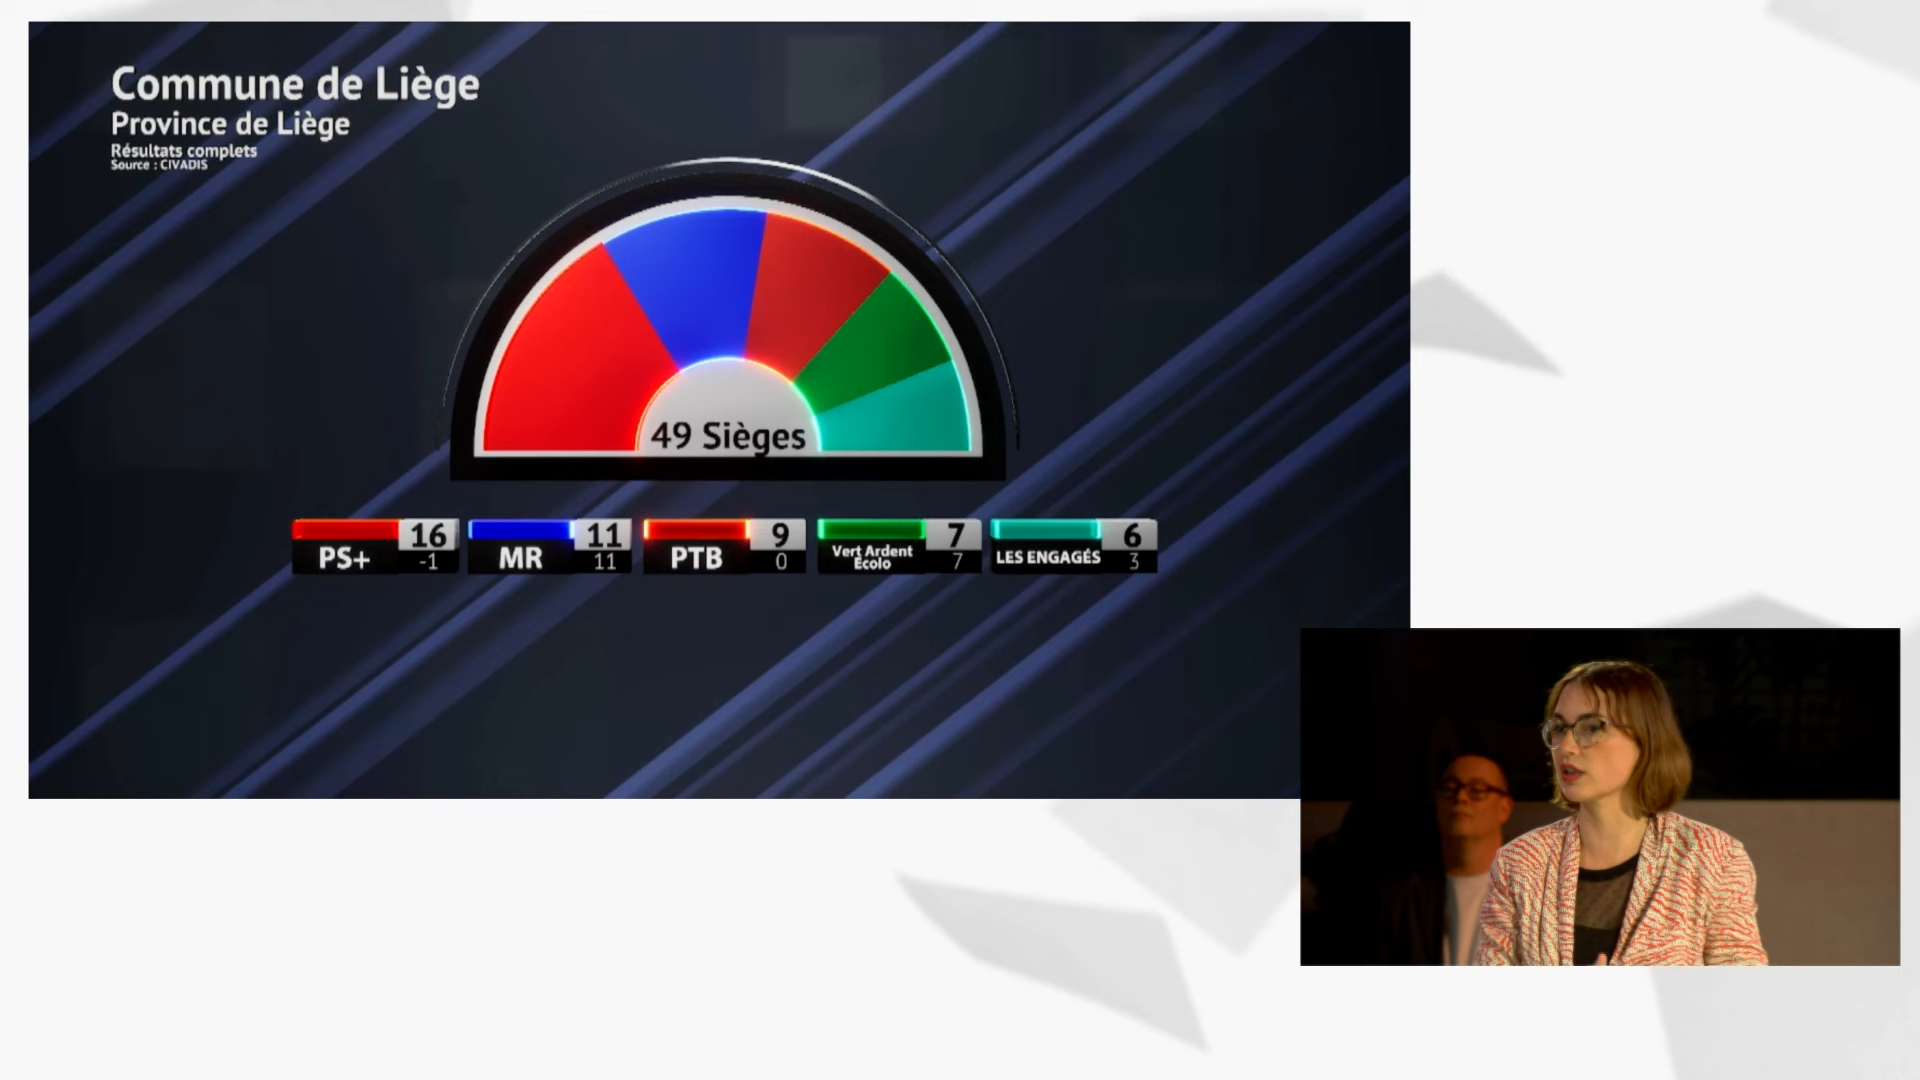 Commune de Liège
Province de Liège
Résultats complets
Source : CIVADIS
49 Sièges
PS+ 16 -1
MR 11 11
PTB 9 0
Vert Ardent
Ecolo 7 7
LES ENGAGÉS 6 3